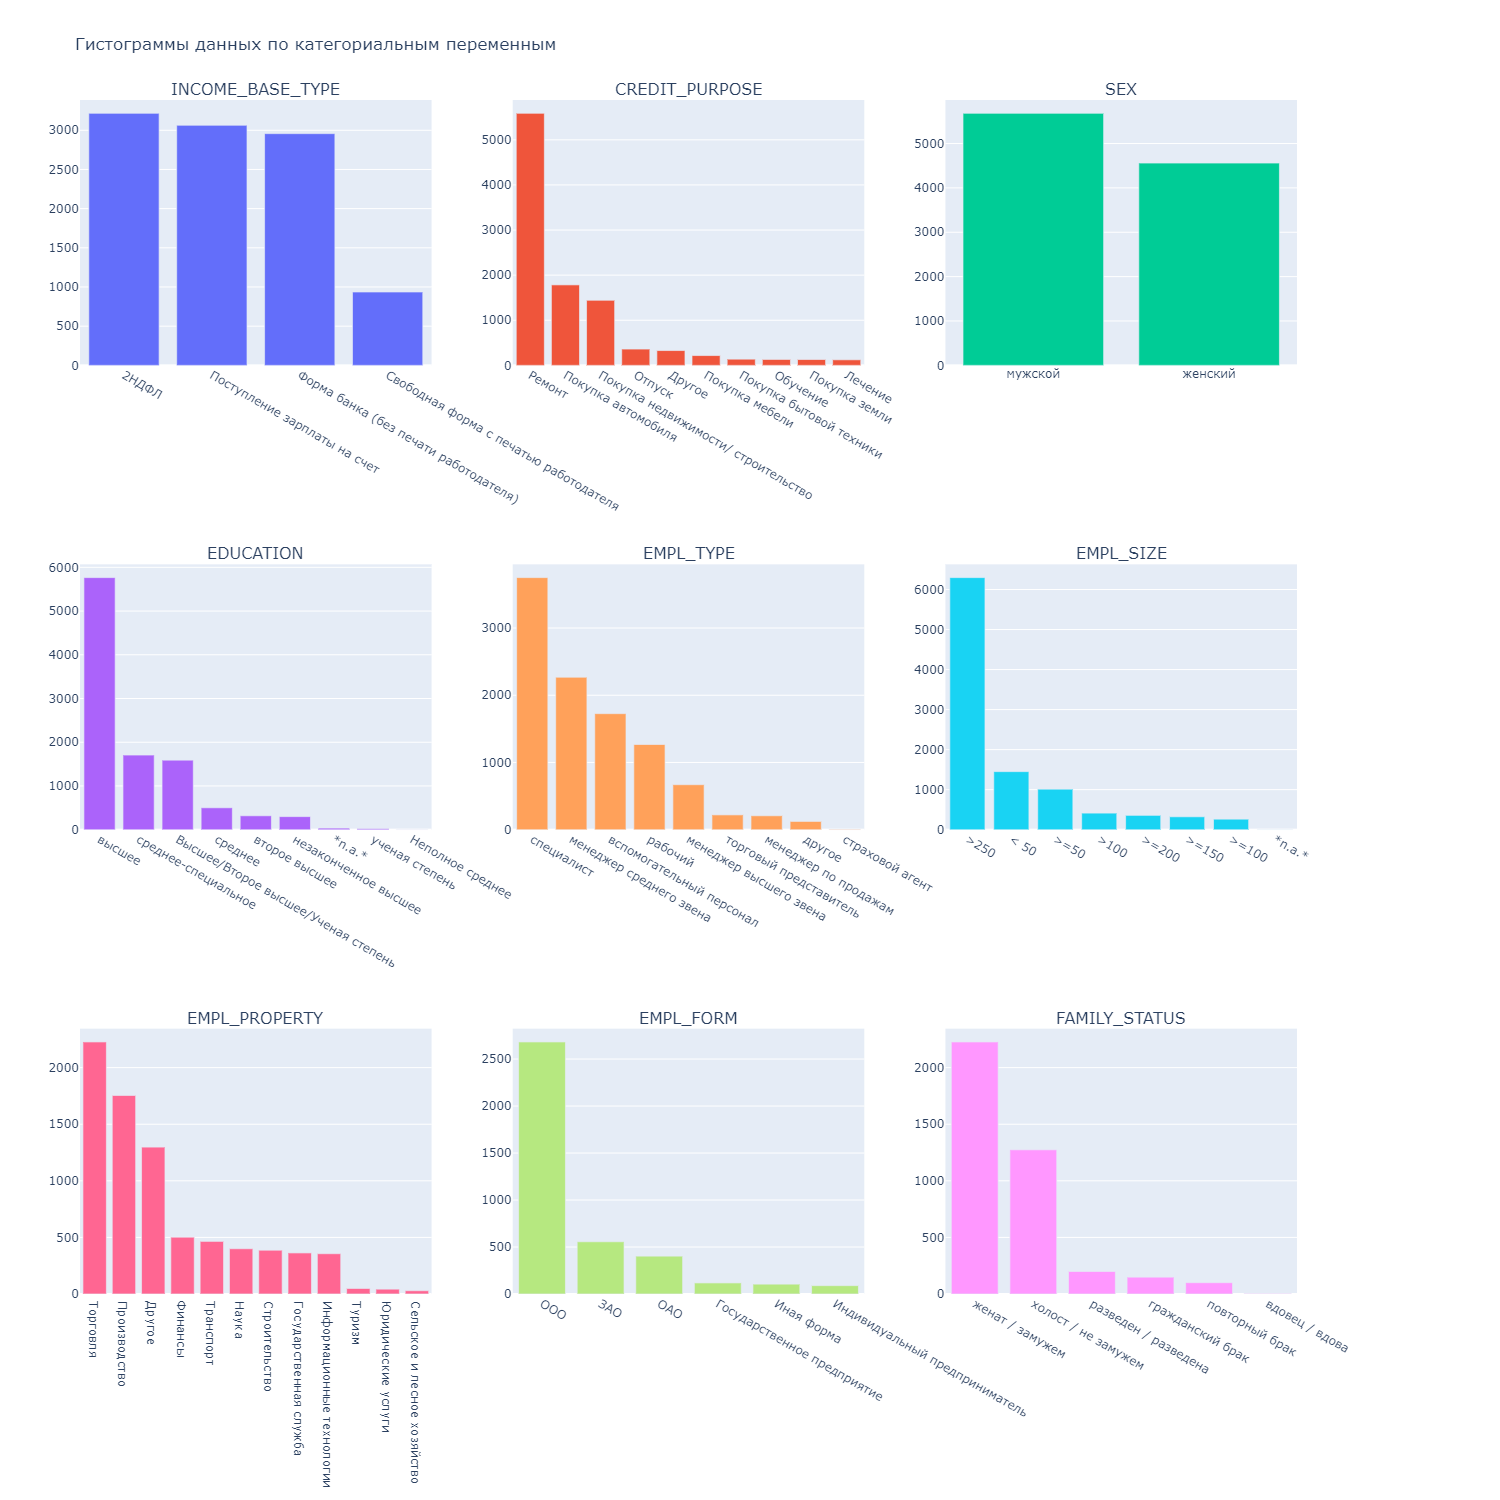 Гистограммы данных по категориальным переменным
INCOME_BASE_TYPE
3000
2500
2000
1500
1000
500
0
2НДФЛ
Поступление зарплаты на счет
Форма банка (без печати работодателя)
Свободная форма с печатью работодателя
CREDIT_PURPOSE
5000
4000
3000
2000
1000
0
Ремонт
Покупка автомобиля
Покупка недвижимости/ строительство
Отпуск
Другое
Покупка мебели
Покупка бытовой техники
Обучение
Покупка земли
Лечение
SEX
5000
4000
3000
2000
1000
0
мужской
женский
EDUCATION
6000
5000
4000
3000
2000
1000
0
высшее
среднее-специальное
Высшее/Второе высшее/Ученая степень
среднее
второе высшее
незаконченное высшее
*n.a.*
ученая степень
Неполное среднее
EMPL_TYPE
3000
2000
1000
0
специалист
менеджер среднего звена
вспомогательный персонал
рабочий
менеджер высшего звена
торговый представитель
менеджер по продажам
другое
страховой агент
EMPL_SIZE
6000
5000
4000
3000
2000
1000
0
>250
< 50
>=50
>100
>=200
>=150
>=100
*n.a.*
EMPL_PROPERTY
2000
1500
1000
500
0
Торговля
Производство
Другое
Финансы
Транспорт
Наука
Строительство
Государственная служба
Информационные технологии
Туризм
Юридические услуги
Сельское и лесное хозяйство
EMPL_FORM
2500
2000
1500
1000
500
0
ООО
ЗАО
ОАО
Государственное предприятие
Иная форма
Индивидуальный предприниматель
FAMILY_STATUS
2000
1500
1000
500
0
женат / замужем
холост / не замужем
разведен / разведена
гражданский брак
повторный брак
вдовец / вдова